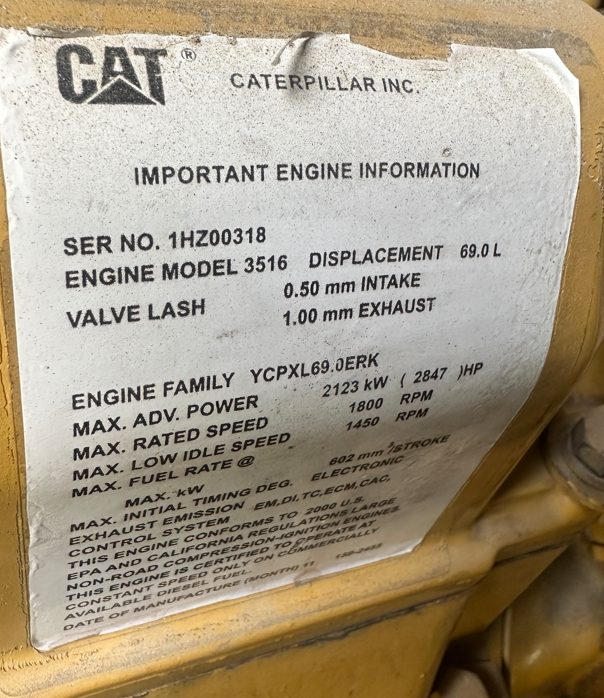 CAT ® CATERPILLAR INC.
IMPORTANT ENGINE INFORMATION
SER NO. 1HZ00318
ENGINE MODEL 3516 DISPLACEMENT 69.0 L
VALVE LASH 0.50 mm INTAKE
1.00 mm EXHAUST
ENGINE FAMILY YCPXL69.0ERK
MAX. ADV. POWER 2123 kW ( 2847 )HP
MAX. RATED SPEED 1800 RPM
MAX. LOW IDLE SPEED 1450 RPM
MAX. FUEL RATE @
MAX. kW 602 mm³/STROKE
MAX. INITIAL TIMING DEG. ELECTRONIC
EXHAUST EMISSION EM,DI,TC,ECM,CAC,
CONTROL SYSTEM
THIS ENGINE CONFORMS TO 2000 U.S.
EPA AND CALIFORNIA REGULATIONS LARGE
NON-ROAD COMPRESSION-IGNITION ENGINES.
THIS ENGINE IS CERTIFIED TO OPERATE AT
CONSTANT SPEED ONLY ON COMMERCIALLY
AVAILABLE DIESEL FUEL.
DATE OF MANUFACTURE (MONTH) 11